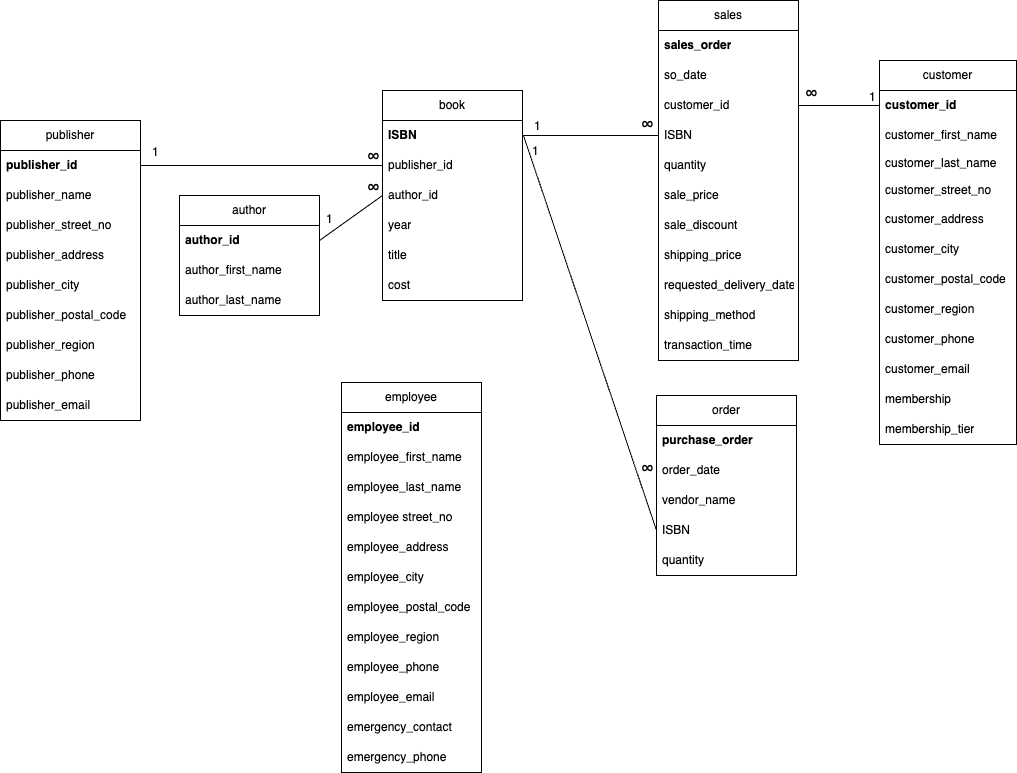 publisher
publisher_id
publisher_name
publisher_street_no
publisher_address
publisher_city
publisher_postal_code
publisher_region
publisher_phone
publisher_email
1
∞
author
author_id
author_first_name
author_last_name
1
∞
book
ISBN
publisher_id
author_id
year
title
cost
1
∞
1
∞
sales
sales_order
so_date
customer_id
ISBN
quantity
sale_price
sale_discount
shipping_price
requested_delivery_date
shipping_method
transaction_time
∞
1
customer
customer_id
customer_first_name
customer_last_name
customer_street_no
customer_address
customer_city
customer_postal_code
customer_region
customer_phone
customer_email
membership
membership_tier
employee
employee_id
employee_first_name
employee_last_name
employee street_no
employee_address
employee_city
employee_postal_code
employee_region
employee_phone
employee_email
emergency_contact
emergency_phone
order
purchase_order
order_date
vendor_name
ISBN
quantity